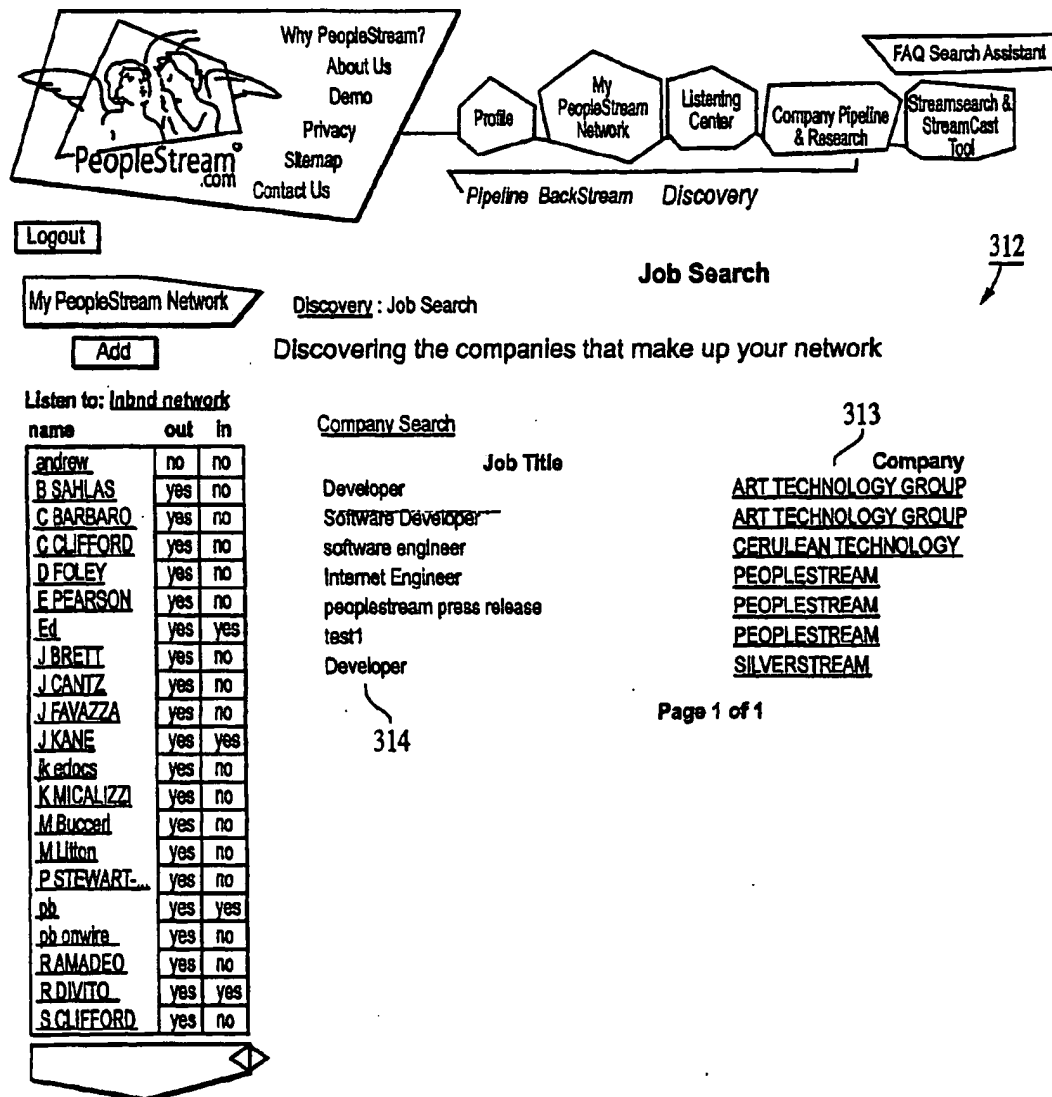 Why PeopleStream?
About Us
Demo
Privacy
Sitemap
Contact Us
PeopleStream
.com
FAQ Search Assistant
Profile
My
PeopleStream
Network
Listening
Center
Company Pipeline
& Research
Streamsearch &
StreamCast
Tool
Pipeline BackStream Discovery
Logout
Job Search
312
My PeopleStream Network
Discovery : Job Search
Add
Discovering the companies that make up your network
Listen to: Inbnd network
name out in
andrew no no
B SAHLAS yes no
C BARBARO yes no
C CLIFFORD yes no
D FOLEY yes no
E PEARSON yes no
Ed yes yes
J BRETT yes no
J CANTZ yes no
J FAVAZZA yes no
J KANE yes yes
jk edocs yes no
K MICALIZZI yes no
M Buccerl yes no
M Litton yes no
P STEWART-... yes no
pb yes yes
pb onwire yes no
R AMADEO yes no
R DIVITO yes yes
S CLIFFORD yes no
Company Search
313
Job Title Company
Developer ART TECHNOLOGY GROUP
Software Developer ART TECHNOLOGY GROUP
software engineer CERULEAN TECHNOLOGY
Internet Engineer PEOPLESTREAM
peoplestream press release PEOPLESTREAM
test1 PEOPLESTREAM
Developer SILVERSTREAM
314
Page 1 of 1